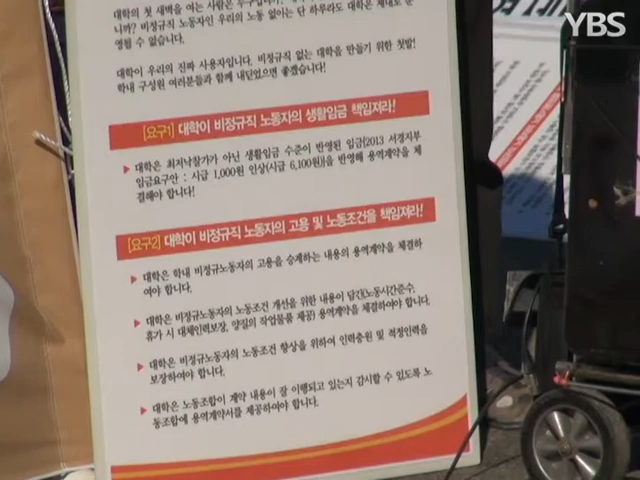 YBS
대학의 첫 새벽을 여는 사람은
니까? 비정규직 노동자인 우리의 노동 없이는 단 하루라도 대학은 제대로 운
영될 수 없습니다.
대학이 우리의 진짜 사용자입니다. 비정규직 없는 대학을 만들기 위한 첫발!
학내 구성원 여러분들과 함께 내딛었으면 좋겠습니다!
[요구1] 대학이 비정규직 노동자의 생활임금 책임져라!
대학은 최저낙찰가가 아닌 생활임금 수준이 반영된 임금[2013 서경지부
임금요구안 : 시급 1,000원 인상(시급 6,100원)]을 반영해 용역계약을 체
결해야 합니다!
[요구2] 대학이 비정규직 노동자의 고용 및 노동조건을 책임져라!
대학은 학내 비정규노동자의 고용을 승계하는 내용의 용역계약을 체결하
여야 합니다.
대학은 비정규노동자의 노동조건 개선을 위한 내용이 담긴(노동시간준수,
휴가 시 대체인력보장, 양질의 작업물품 제공) 용역계약을 체결하여야 합니다.
대학은 비정규노동자의 노동조건 향상을 위하여 인력충원 및 적정인력을
보장하여야 합니다.
대학은 노동조합이 계약 내용이 잘 이행되고 있는지 감시할 수 있도록 노
동조합에 용역계약서를 제공하여야 합니다.